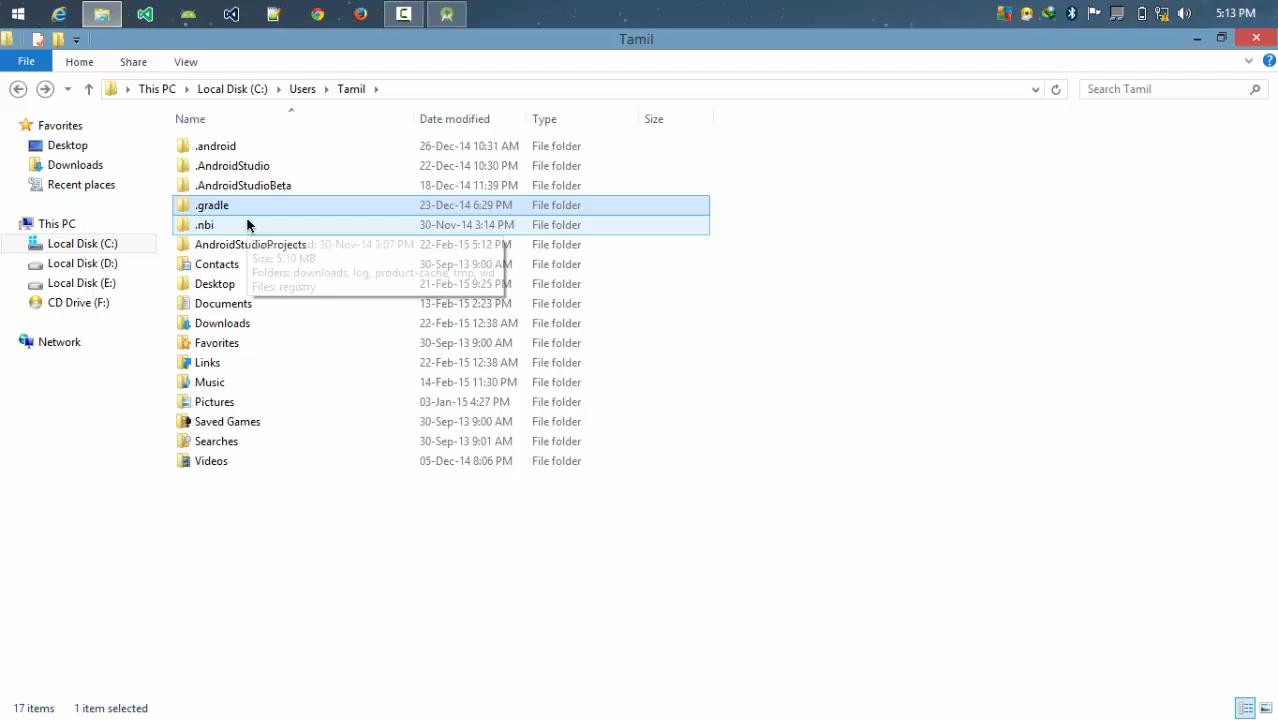 5:13 PM
Tamil
File Home Share View
This PC Local Disk (C:) Users Tamil
Search Tamil
Name Date modified Type Size
Favorites
Desktop
Downloads
Recent places
This PC
Local Disk (C:)
Local Disk (D:)
Local Disk (E:)
CD Drive (F:)
Network
.android 26-Dec-14 10:31 AM File folder
.AndroidStudio 22-Dec-14 10:30 PM File folder
.AndroidStudioBeta 18-Dec-14 11:39 PM File folder
.gradle 23-Dec-14 6:29 PM File folder
.nbi 30-Nov-14 3:14 PM File folder
AndroidStudioProjects 22-Feb-15 5:12 PM File folder
Contacts 30-Sep-13 9:00 AM File folder
Desktop 21-Feb-15 9:25 PM File folder
Documents 13-Feb-15 2:23 PM File folder
Downloads 22-Feb-15 12:38 AM File folder
Favorites 30-Sep-13 9:00 AM File folder
Links 22-Feb-15 12:38 AM File folder
Music 14-Feb-15 11:30 PM File folder
Pictures 03-Jan-15 4:27 PM File folder
Saved Games 30-Sep-13 9:00 AM File folder
Searches 30-Sep-13 9:01 AM File folder
Videos 05-Dec-14 8:06 PM File folder
30-Nov-14 3:07 PM
Size: 5.10 MB
Folders: downloads, log, product-cache, tmp, wd
Files: registry
17 items 1 item selected